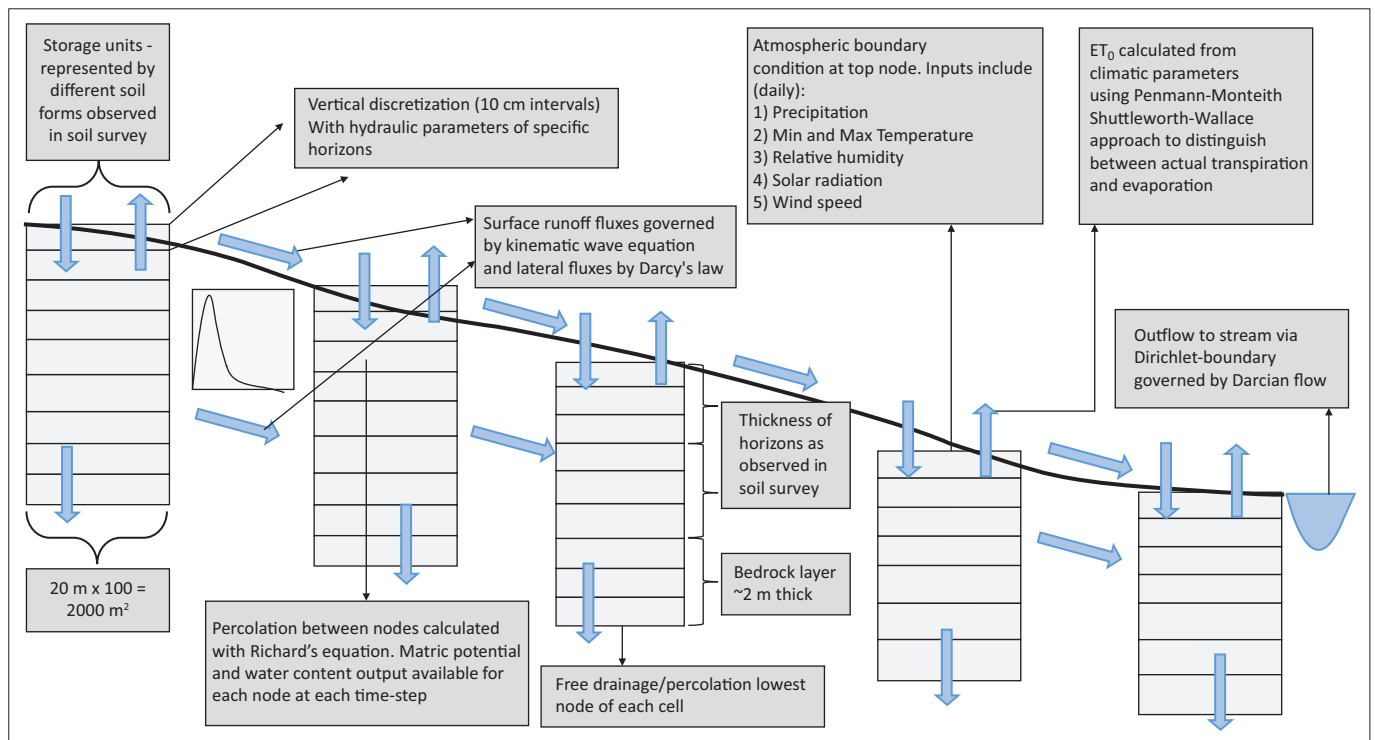 Storage units -
represented by
different soil
forms observed
in soil survey
Vertical discretization (10 cm intervals)
With hydraulic parameters of specific
horizons
Surface runoff fluxes governed
by kinematic wave equation
and lateral fluxes by Darcy's law
Atmospheric boundary
condition at top node. Inputs include
(daily):
1) Precipitation
2) Min and Max Temperature
3) Relative humidity
4) Solar radiation
5) Wind speed
ET₀ calculated from
climatic parameters
using Penmann-Monteith
Shuttleworth-Wallace
approach to distinguish
between actual transpiration
and evaporation
Outflow to stream via
Dirichlet-boundary
governed by Darcian flow
Thickness of
horizons as
observed in
soil survey
Bedrock layer
~2 m thick
20 m x 100 =
2000 m²
Percolation between nodes calculated
with Richard’s equation. Matric potential
and water content output available for
each node at each time-step
Free drainage/percolation lowest
node of each cell